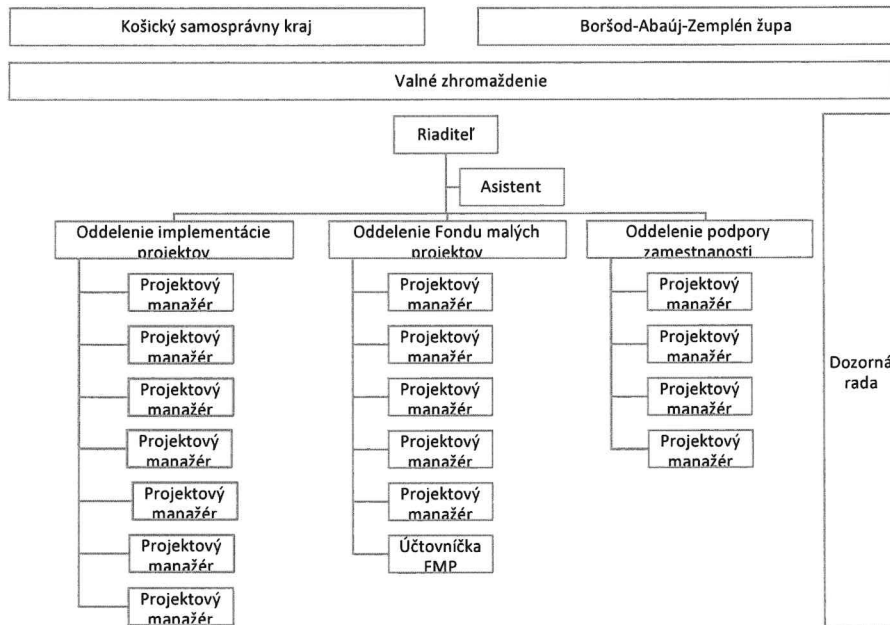 Košický samosprávny kraj
Boršod-Abaúj-Zemplén župa
Valné zhromaždenie
Riaditeľ
Asistent
Oddelenie implementácie
projektov
Projektový
manažér
Projektový
manažér
Projektový
manažér
Projektový
manažér
Projektový
manažér
Projektový
manažér
Projektový
manažér
Oddelenie Fondu malých
projektov
Projektový
manažér
Projektový
manažér
Projektový
manažér
Projektový
manažér
Projektový
manažér
Účtovníčka
FMP
Oddelenie podpory
zamestnanosti
Projektový
manažér
Projektový
manažér
Projektový
manažér
Projektový
manažér
Dozorná
rada